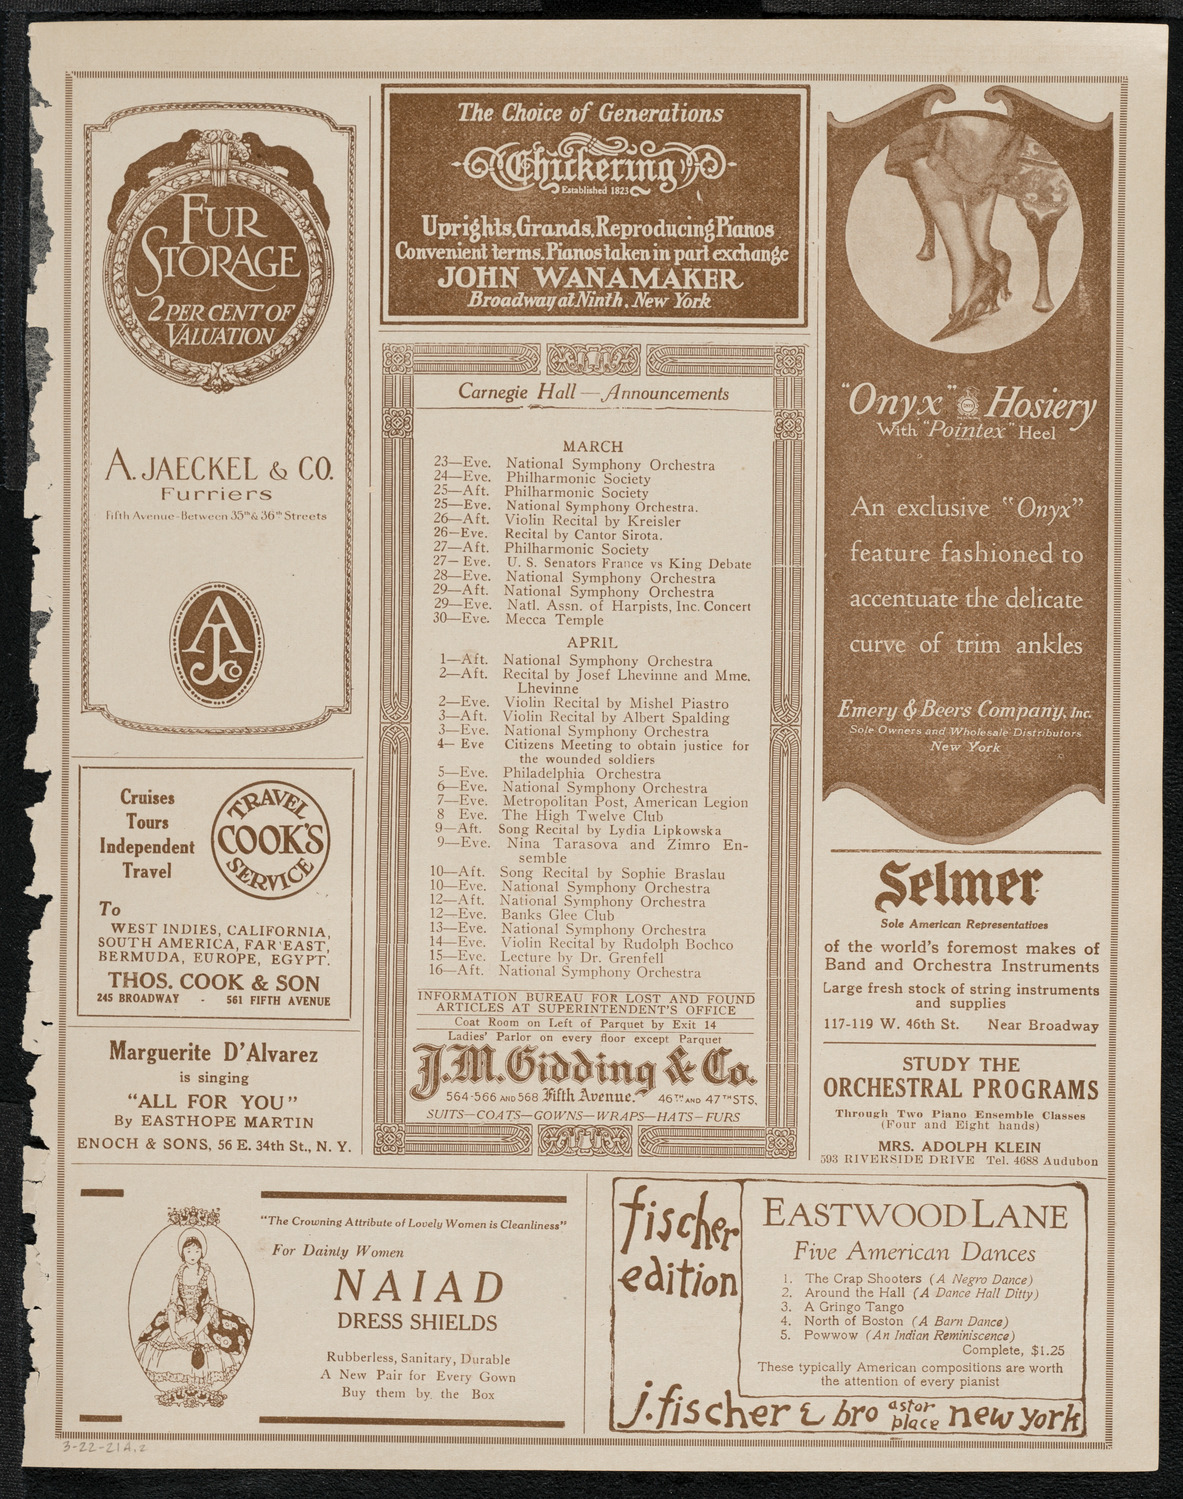 FUR
STORAGE
2 PER CENT OF
VALUATION
A. JAECKEL & CO.
Furriers
Fifth Avenue-Between 35th & 36th Streets
A
J Co
Cruises
Tours
Independent
Travel
TRAVEL
COOK'S
SERVICE
To
WEST INDIES, CALIFORNIA,
SOUTH AMERICA, FAR EAST,
BERMUDA, EUROPE, EGYPT.
THOS. COOK & SON
245 BROADWAY - 561 FIFTH AVENUE
Marguerite D'Alvarez
is singing
"ALL FOR YOU"
By EASTHOPE MARTIN
ENOCH & SONS, 56 E. 34th St., N. Y.
The Choice of Generations
Chickering
Established 1823
Uprights, Grands, Reproducing Pianos
Convenient terms. Pianos taken in part exchange
JOHN WANAMAKER
Broadway at Ninth, New York
Carnegie Hall — Announcements
MARCH
23—Eve. National Symphony Orchestra
24—Eve. Philharmonic Society
25—Aft. Philharmonic Society
25—Eve. National Symphony Orchestra.
26—Aft. Violin Recital by Kreisler
26—Eve. Recital by Cantor Sirota.
27—Aft. Philharmonic Society
27—Eve. U. S. Senators France vs King Debate
28—Eve. National Symphony Orchestra
29—Aft. National Symphony Orchestra
29—Eve. Natl. Assn. of Harpists, Inc. Concert
30—Eve. Mecca Temple
APRIL
1—Aft. National Symphony Orchestra
2—Aft. Recital by Josef Lhevinne and Mme.
Lhevinne
2—Eve. Violin Recital by Mishel Piastro
3—Aft. Violin Recital by Albert Spalding
3—Eve. National Symphony Orchestra
4—Eve Citizens Meeting to obtain justice for
the wounded soldiers
5—Eve. Philadelphia Orchestra
6—Eve. National Symphony Orchestra
7—Eve. Metropolitan Post, American Legion
8 Eve. The High Twelve Club
9—Aft. Song Recital by Lydia Lipkowska
9—Eve. Nina Tarasova and Zimro En-
semble
10—Aft. Song Recital by Sophie Braslau
10—Eve. National Symphony Orchestra
12—Aft. National Symphony Orchestra
12—Eve. Banks Glee Club
13—Eve. National Symphony Orchestra
14—Eve. Violin Recital by Rudolph Bochco
15—Eve. Lecture by Dr. Grenfell
16—Aft. National Symphony Orchestra
INFORMATION BUREAU FOR LOST AND FOUND
ARTICLES AT SUPERINTENDENT'S OFFICE
Coat Room on Left of Parquet by Exit 14
Ladies' Parlor on every floor except Parquet
J.M. Gidding & Co.
564-566 AND 568 Fifth Avenue. 46TH AND 47TH STS.
SUITS—COATS—GOWNS—WRAPS—HATS—FURS
"Onyx" Hosiery
With "Pointex" Heel
An exclusive "Onyx"
feature fashioned to
accentuate the delicate
curve of trim ankles
Emery & Beers Company, Inc.
Sole Owners and Wholesale Distributors
New York
Selmer
Sole American Representatives
of the world's foremost makes of
Band and Orchestra Instruments
Large fresh stock of string instruments
and supplies
117-119 W. 46th St. Near Broadway
STUDY THE
ORCHESTRAL PROGRAMS
Through Two Piano Ensemble Classes
(Four and Eight hands)
MRS. ADOLPH KLEIN
593 RIVERSIDE DRIVE Tel. 4688 Audubon
"The Crowning Attribute of Lovely Women is Cleanliness"
For Dainty Women
NAIAD
DRESS SHIELDS
Rubberless, Sanitary, Durable
A New Pair for Every Gown
Buy them by the Box
fischer
edition
EASTWOOD LANE
Five American Dances
1. The Crap Shooters (A Negro Dance)
2. Around the Hall (A Dance Hall Ditty)
3. A Gringo Tango
4. North of Boston (A Barn Dance)
5. Powwow (An Indian Reminiscence)
Complete, $1.25
These typically American compositions are worth
the attention of every pianist
j. fischer & bro astor place new york
3-22-21A.2